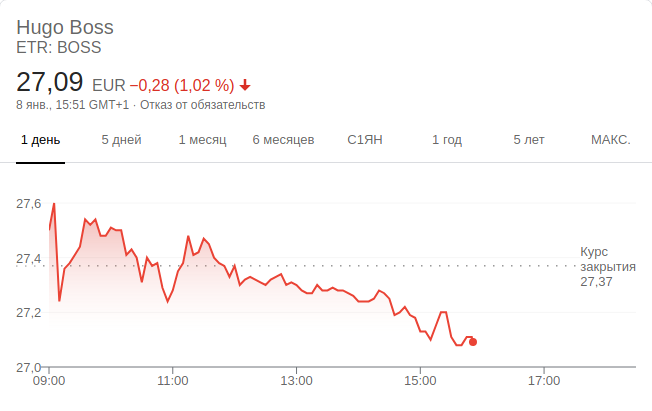 Hugo Boss
ETR: BOSS
27,09 EUR −0,28 (1,02 %)
8 янв., 15:51 GMT+1 · Отказ от обязательств
1 день 5 дней 1 месяц 6 месяцев С1ЯН 1 год 5 лет МАКС.
27,6
27,4
Курс
закрытия
27,37
27,2
27,0
09:00 11:00 13:00 15:00 17:00